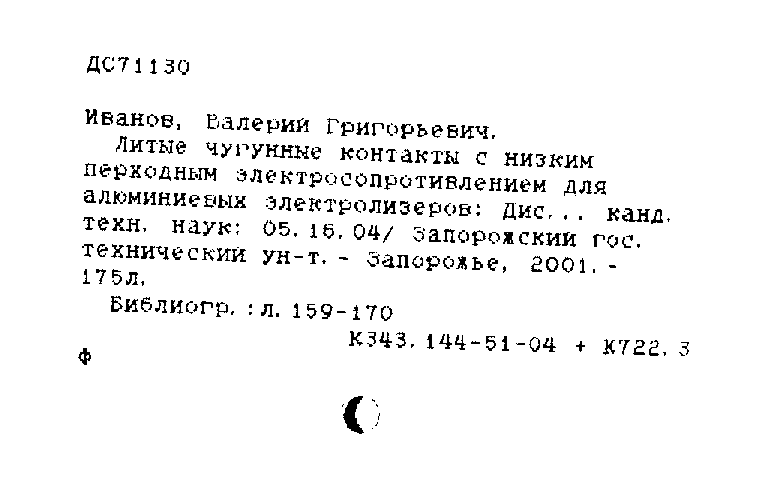 ДС71130
Иванов, Валерий Григорьевич.
Литые чугунные контакты с низким
перходным электросопротивлением для
алюминиевых электролизеров: Дис... канд.
техн. наук: 05.16.04/ Запорожский гос.
технический ун-т. - Запорожье, 2001. -
175л.
Библиогр.:л. 159-170
К343.144-51-04 + К722.3
ф